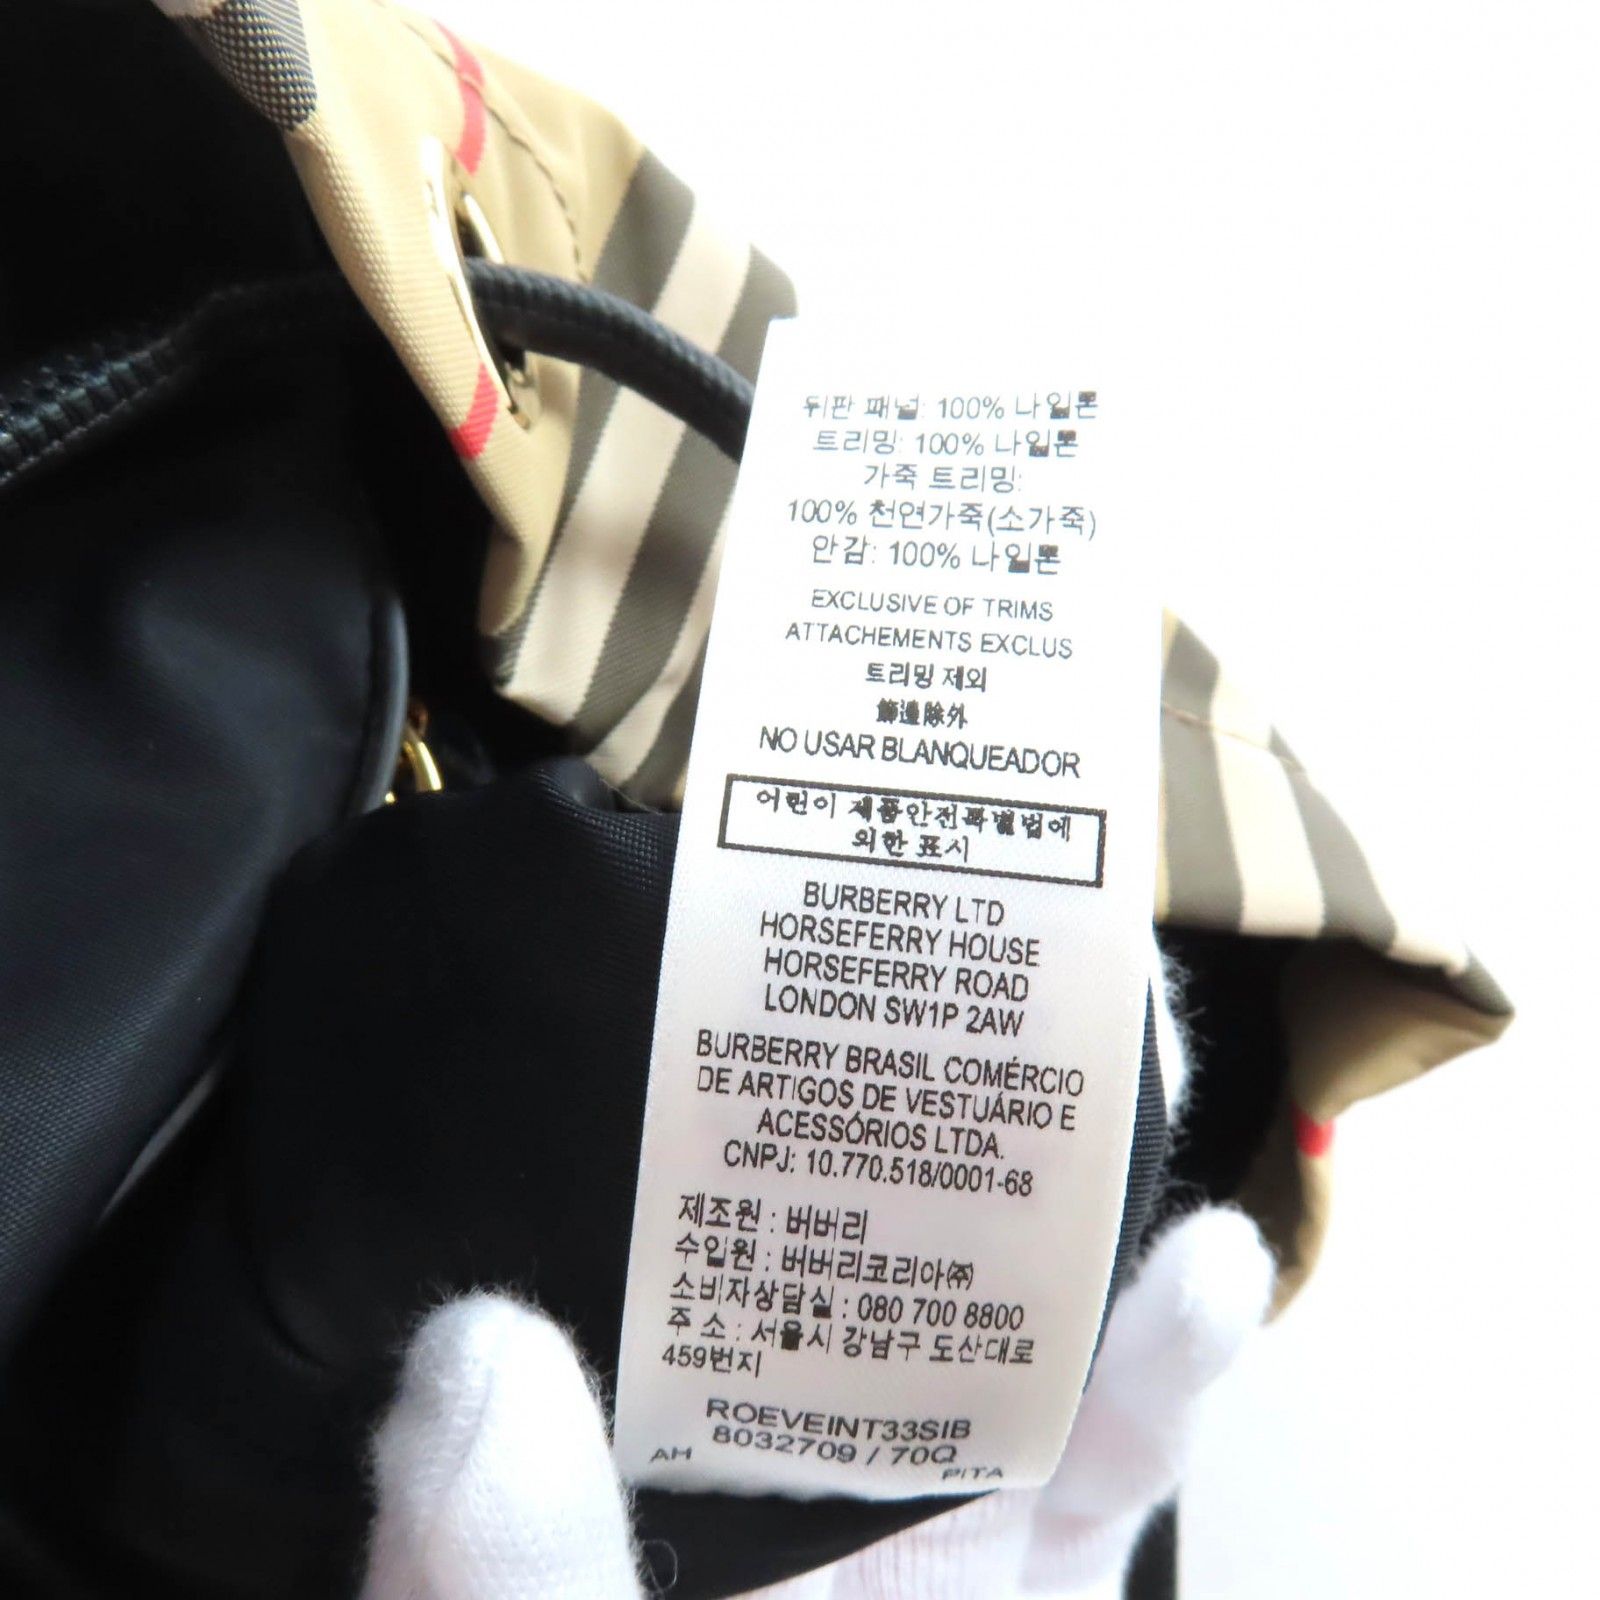 뒤판 패널: 100% 나일론
트리밍: 100% 나일론
가죽 트리밍:
100% 천연가죽(소가죽)
안감: 100% 나일론
EXCLUSIVE OF TRIMS
ATTACHEMENTS EXCLUS
트리밍 제외
飾邊除外
NO USAR BLANQUEADOR
어린이 제품안전특별법에
의한 표시
BURBERRY LTD
HORSEFERRY HOUSE
HORSEFERRY ROAD
LONDON SW1P 2AW
BURBERRY BRASIL COMÉRCIO
DE ARTIGOS DE VESTUÁRIO E
ACESSÓRIOS LTDA.
CNPJ: 10.770.518/0001-68
제조원 : 버버리
수입원 : 버버리코리아㈜
소비자상담실 : 080 700 8800
주 소 : 서울시 강남구 도산대로
459번지
ROEVEINT33SIB
8032709 / 70Q
AH PITA